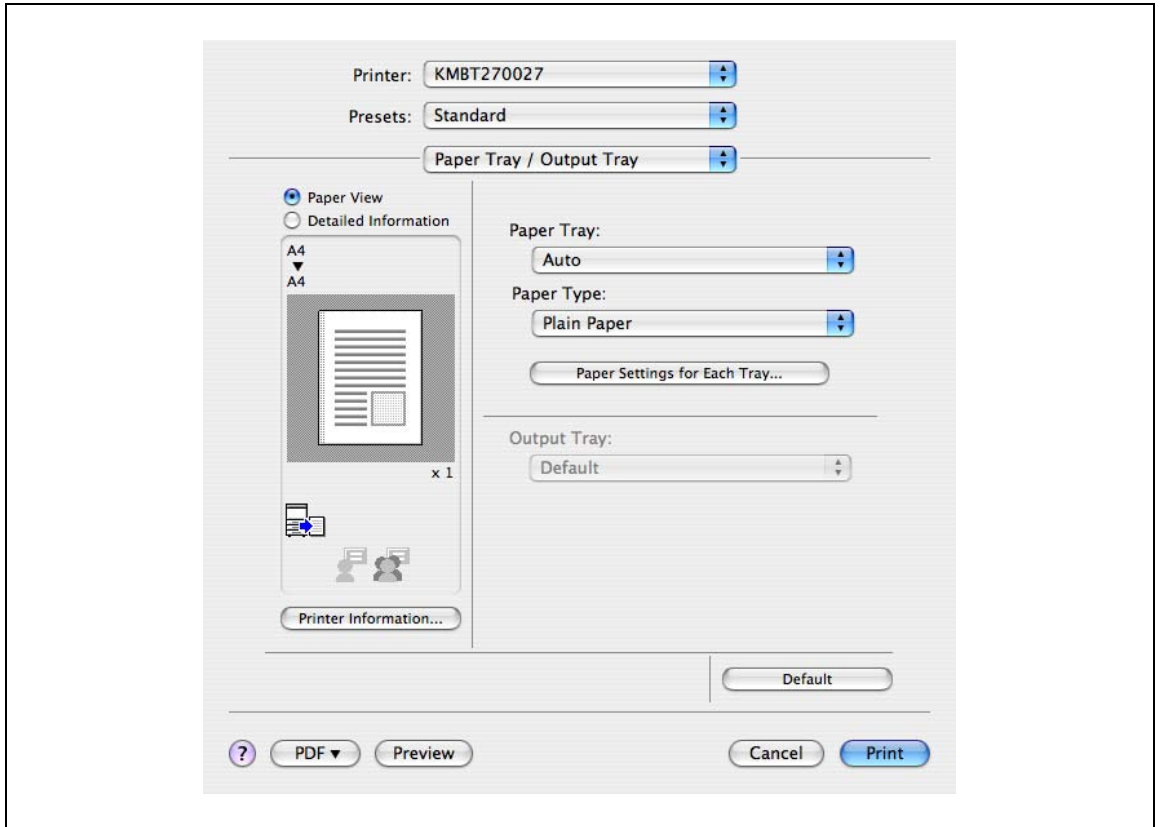 Printer: KMBT270027
Presets: Standard
Paper Tray / Output Tray
Paper View
Detailed Information
A4
A4
x 1
Printer Information...
Paper Tray:
Auto
Paper Type:
Plain Paper
Paper Settings for Each Tray...
Output Tray:
Default
Default
? PDF Preview Cancel Print